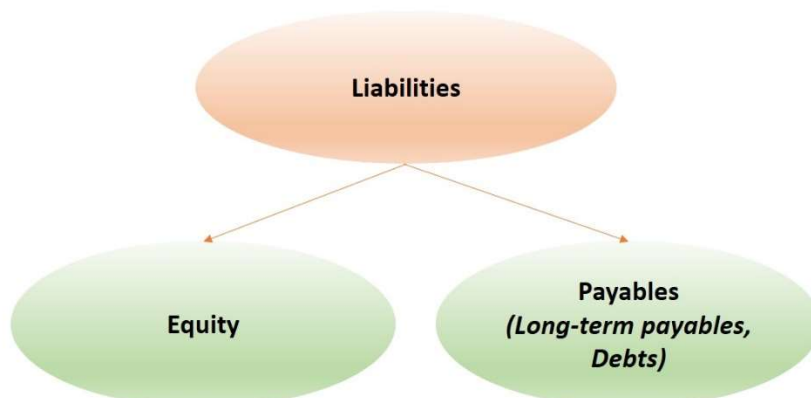 Liabilities
Equity
Payables
(Long-term payables,
Debts)